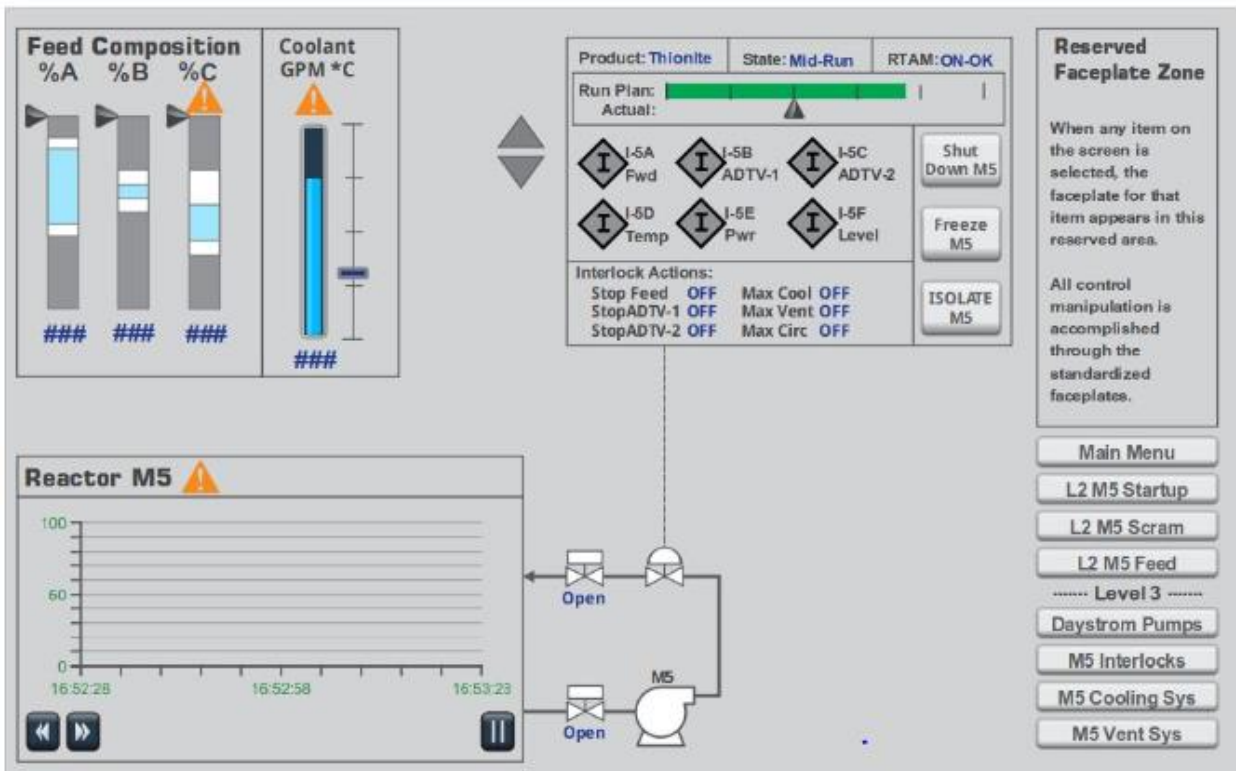 Feed Composition
%A %B %C
### ### ###
Coolant
GPM *C
###
Product: Thionite State: Mid-Run RTAM: ON-OK
Run Plan:
Actual:
I I-5A Fwd
I I-5B ADTV-1
I I-5C ADTV-2
I I-5D Temp
I I-5E Pwr
I I-5F Level
Shut
Down M5
Freeze
M5
ISOLATE
M5
Interlock Actions:
Stop Feed OFF Max Cool OFF
StopADTV-1 OFF Max Vent OFF
StopADTV-2 OFF Max Circ OFF
Reserved
Faceplate Zone
When any item on
the screen is
selected, the
faceplate for that
item appears in this
reserved area.
All control
manipulation is
accomplished
through the
standardized
faceplates.
Main Menu
L2 M5 Startup
L2 M5 Scram
L2 M5 Feed
------- Level 3 -------
Daystrom Pumps
M5 Interlocks
M5 Cooling Sys
M5 Vent Sys
Reactor M5
100
60
0
16:52:28 16:52:58 16:53:23
Open
M5
Open